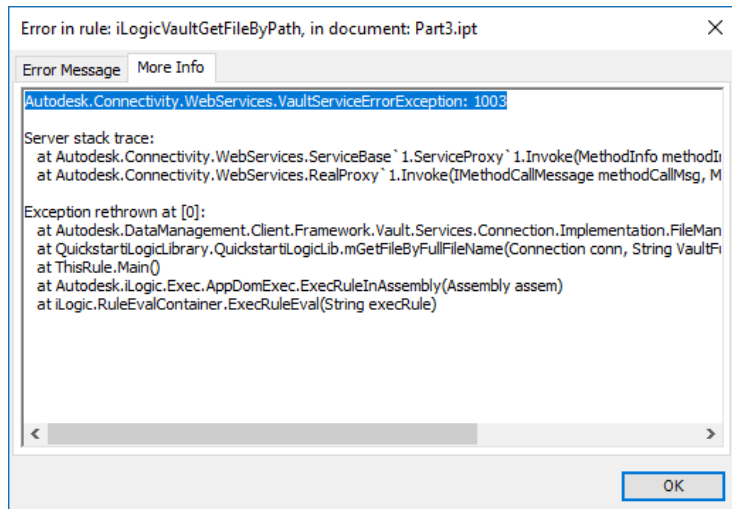 Error in rule: iLogicVaultGetFileByPath, in document: Part3.ipt
Error Message
More Info
Autodesk.Connectivity.WebServices.VaultServiceErrorException: 1003
Server stack trace:
at Autodesk.Connectivity.WebServices.ServiceBase`1.ServiceProxy`1.Invoke(MethodInfo methodI
at Autodesk.Connectivity.WebServices.RealProxy`1.Invoke(IMethodCallMessage methodCallMsg, M
Exception rethrown at [0]:
at Autodesk.DataManagement.Client.Framework.Vault.Services.Connection.Implementation.FileMan
at QuickstartiLogicLibrary.QuickstartiLogicLib.mGetFileByFullFileName(Connection conn, String VaultFu
at ThisRule.Main()
at Autodesk.iLogic.Exec.AppDomExec.ExecRuleInAssembly(Assembly assem)
at iLogic.RuleEvalContainer.ExecRuleEval(String execRule)
OK